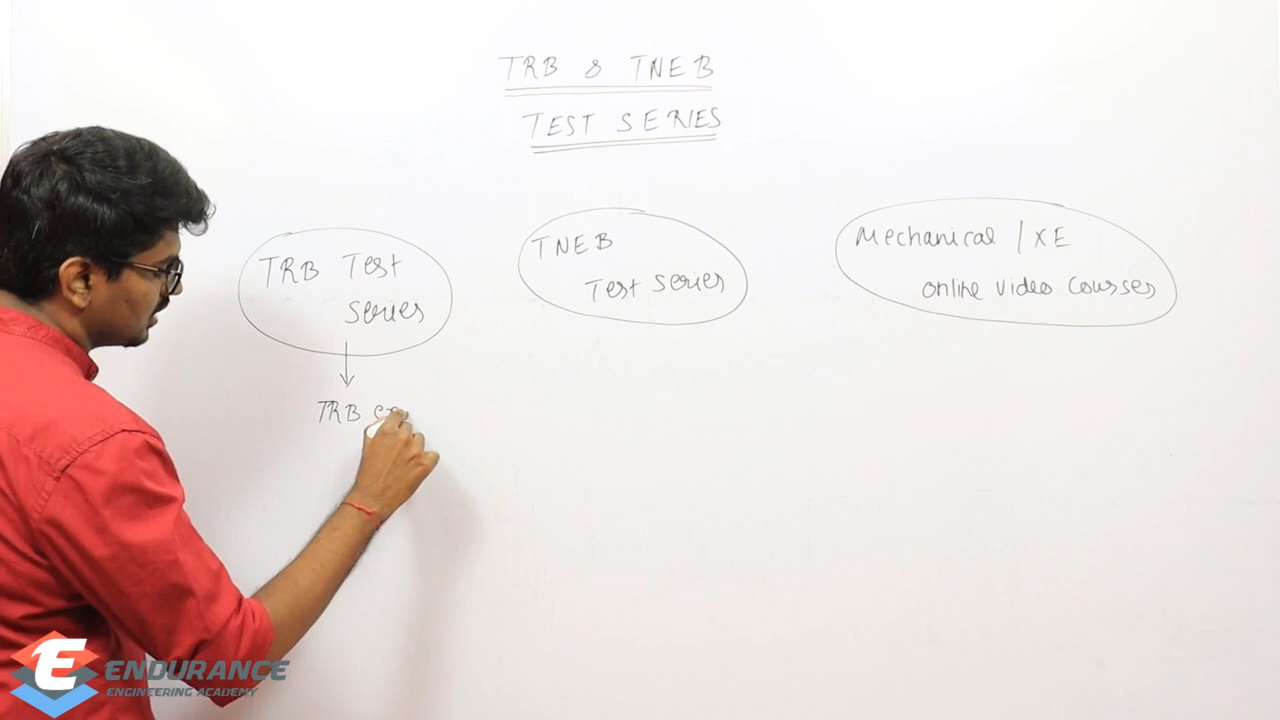 TRB & TNEB
TEST SERIES
TRB Test
series
TNEB
Test series
Mechanical / XE
online video courses
TRB
ENDURANCE
ENGINEERING ACADEMY